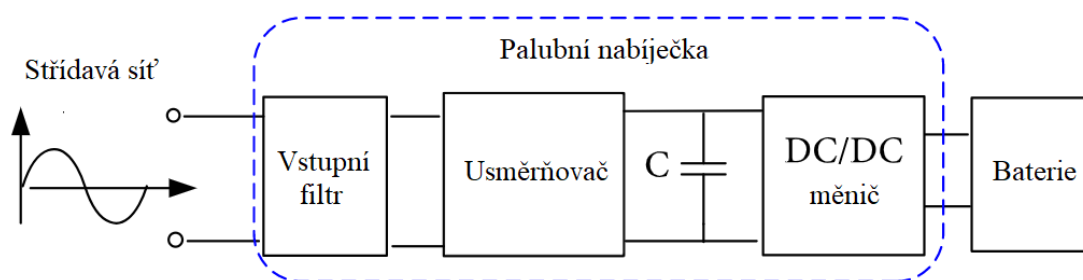 Palubní nabíječka
Střídavá síť
Vstupní
filtr
Usměrňovač
C
DC/DC
měnič
Baterie